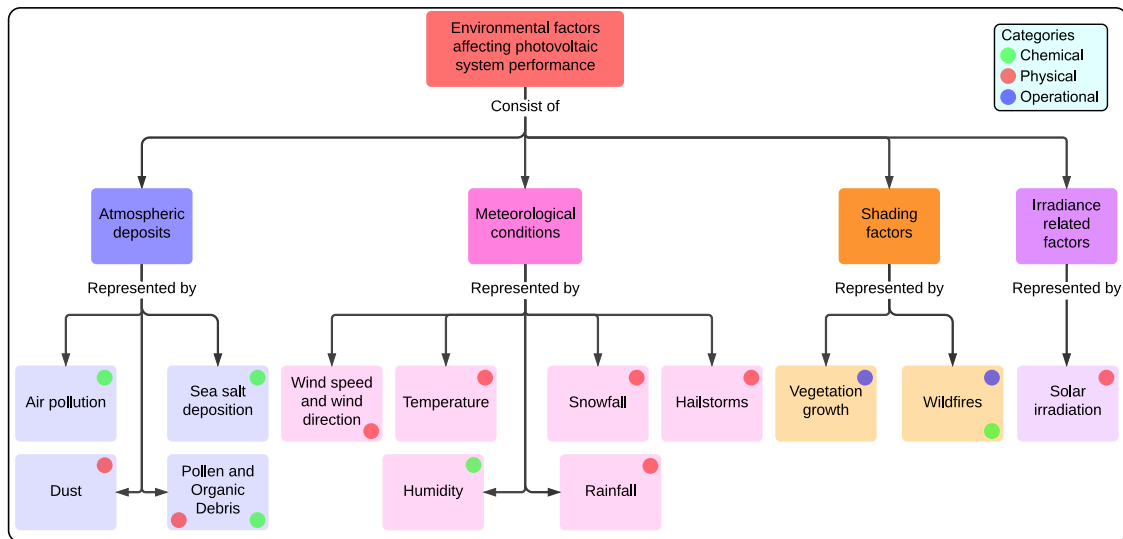 Environmental factors
affecting photovoltaic
system performance
Categories
Chemical
Physical
Operational
Consist of
Atmospheric
deposits
Meteorological
conditions
Shading
factors
Irradiance
related
factors
Represented by
Represented by
Represented by
Represented by
Air pollution
Sea salt
deposition
Wind speed
and wind
direction
Temperature
Snowfall
Hailstorms
Vegetation
growth
Wildfires
Solar
irradiation
Dust
Pollen and
Organic
Debris
Humidity
Rainfall